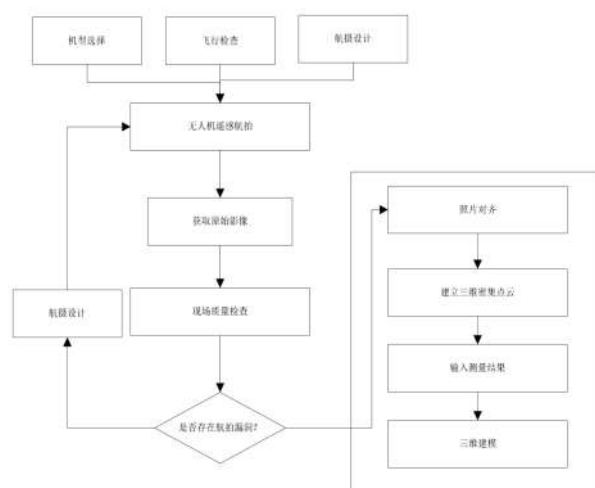 机型选择
飞行检查
航摄设计
无人机遥感航拍
获取原始影像
现场质量检查
航摄设计
是否存在航拍漏洞?
照片对齐
建立三维密集点云
输入测量结果
三维建模